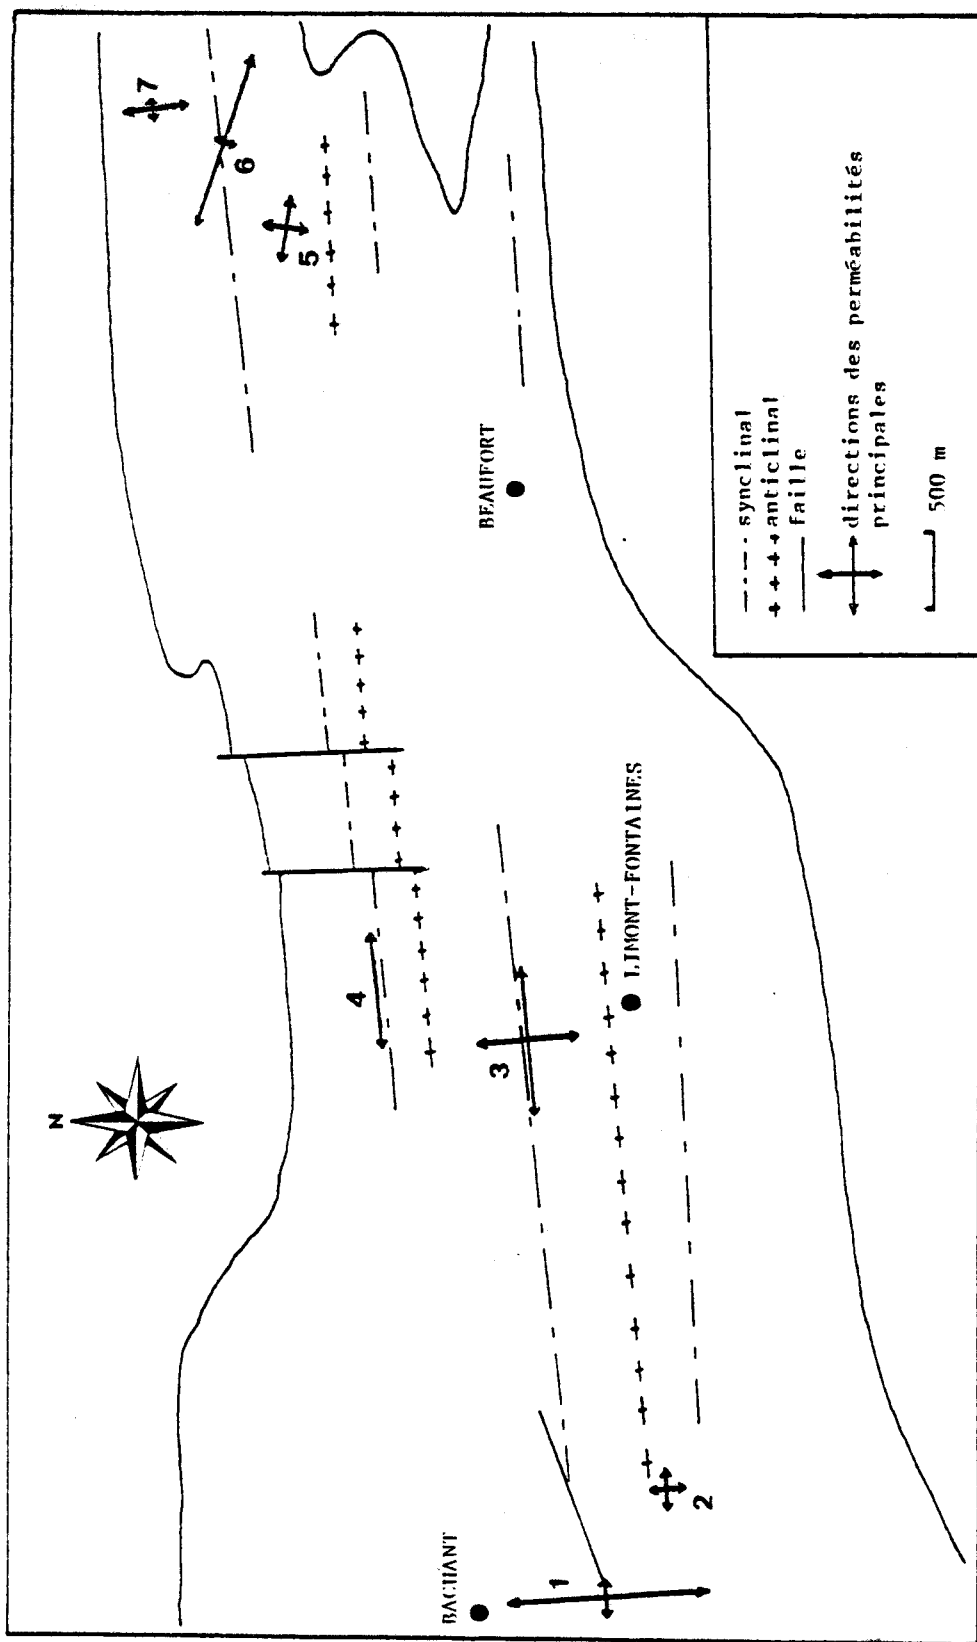 N
7
6
5
4
3
2
1
BEAUFORT
LIMONT-FONTAINES
BACHANT
synclinal
anticlinal
faille
directions des perméabilités
principales
500 m